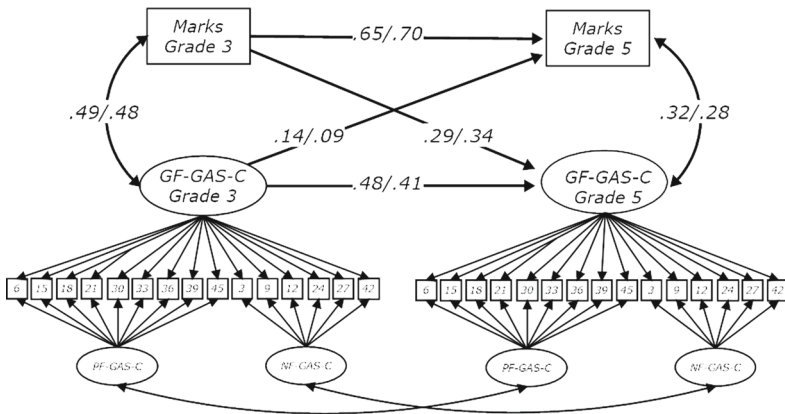 Marks
Grade 3
.65/.70
Marks
Grade 5
.49/.48
.14/.09
.29/.34
.32/.28
GF-GAS-C
Grade 3
.48/.41
GF-GAS-C
Grade 5
6 15 18 21 30 33 36 39 45 3 9 12 24 27 42
6 15 18 21 30 33 36 39 45 3 9 12 24 27 42
PF-GAS-C
NF-GAS-C
PF-GAS-C
NF-GAS-C